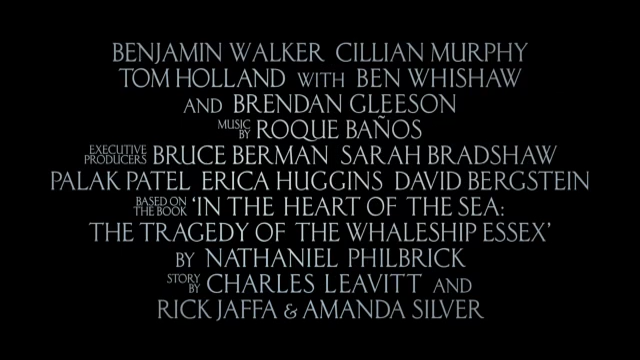 BENJAMIN WALKER CILLIAN MURPHY
TOM HOLLAND WITH BEN WHISHAW
AND BRENDAN GLEESON
MUSIC BY ROQUE BAÑOS
EXECUTIVE PRODUCERS BRUCE BERMAN SARAH BRADSHAW
PALAK PATEL ERICA HUGGINS DAVID BERGSTEIN
BASED ON THE BOOK 'IN THE HEART OF THE SEA:
THE TRAGEDY OF THE WHALESHIP ESSEX'
BY NATHANIEL PHILBRICK
STORY BY CHARLES LEAVITT AND
RICK JAFFA & AMANDA SILVER